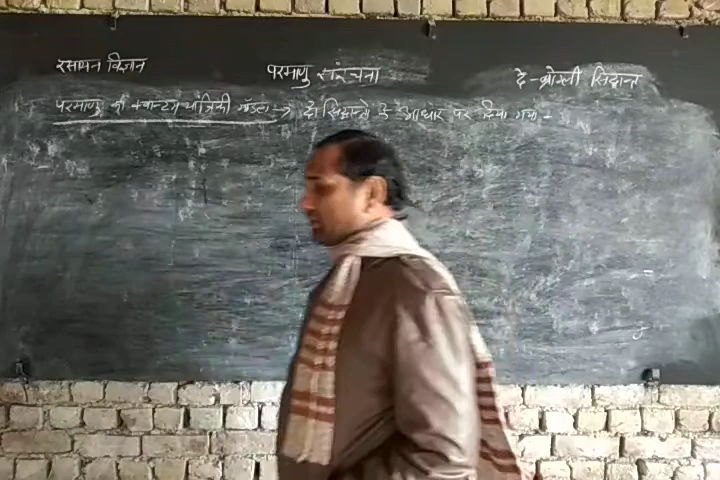 रसायन विज्ञान परमाणु संरचना दे-ब्रोग्ली सिद्धान्त
परमाणु का क्वान्टम यांत्रिकी मॉडल → दो सिद्धान्तो के आधार पर दिया गया -